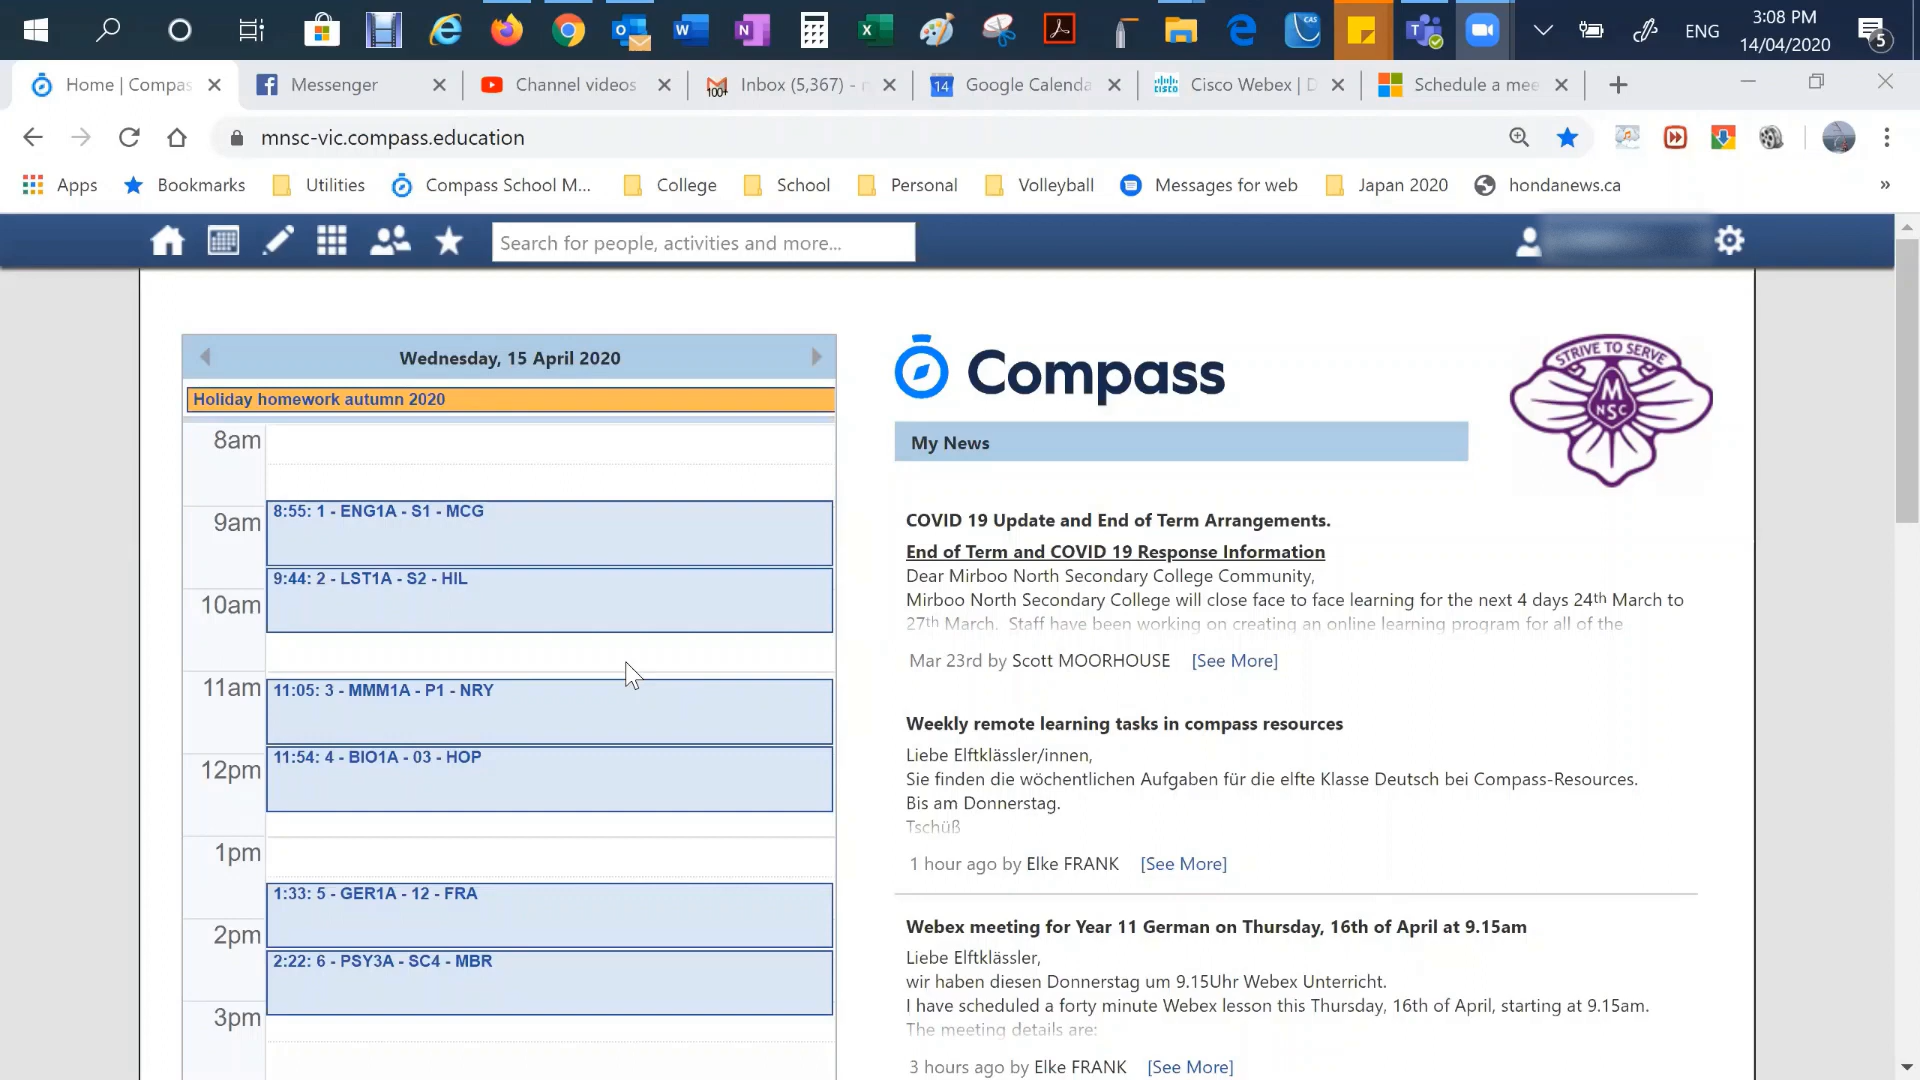 3:08 PM
ENG
14/04/2020
5
Home | Compas
Messenger
Channel videos
100+
Inbox (5,367) - n
14
Google Calenda
cisco
Cisco Webex | D
Schedule a mee
mnsc-vic.compass.education
Apps
Bookmarks
Utilities
Compass School M...
College
School
Personal
Volleyball
Messages for web
Japan 2020
hondanews.ca
»
Search for people, activities and more...
Wednesday, 15 April 2020
Holiday homework autumn 2020
8am
8:55: 1 - ENG1A - S1 - MCG
9am
9:44: 2 - LST1A - S2 - HIL
10am
11am
11:05: 3 - MMM1A - P1 - NRY
11:54: 4 - BIO1A - 03 - HOP
12pm
1pm
1:33: 5 - GER1A - 12 - FRA
2pm
2:22: 6 - PSY3A - SC4 - MBR
3pm
Compass
STRIVE TO SERVE
M
NSC
My News
COVID 19 Update and End of Term Arrangements.
End of Term and COVID 19 Response Information
Dear Mirboo North Secondary College Community,
Mirboo North Secondary College will close face to face learning for the next 4 days 24th March to
27th March. Staff have been working on creating an online learning program for all of the
Mar 23rd by Scott MOORHOUSE [See More]
Weekly remote learning tasks in compass resources
Liebe Elftklässler/innen,
Sie finden die wöchentlichen Aufgaben für die elfte Klasse Deutsch bei Compass-Resources.
Bis am Donnerstag.
Tschüß
1 hour ago by Elke FRANK [See More]
Webex meeting for Year 11 German on Thursday, 16th of April at 9.15am
Liebe Elftklässler,
wir haben diesen Donnerstag um 9.15Uhr Webex Unterricht.
I have scheduled a forty minute Webex lesson this Thursday, 16th of April, starting at 9.15am.
The meeting details are:
3 hours ago by Elke FRANK [See More]